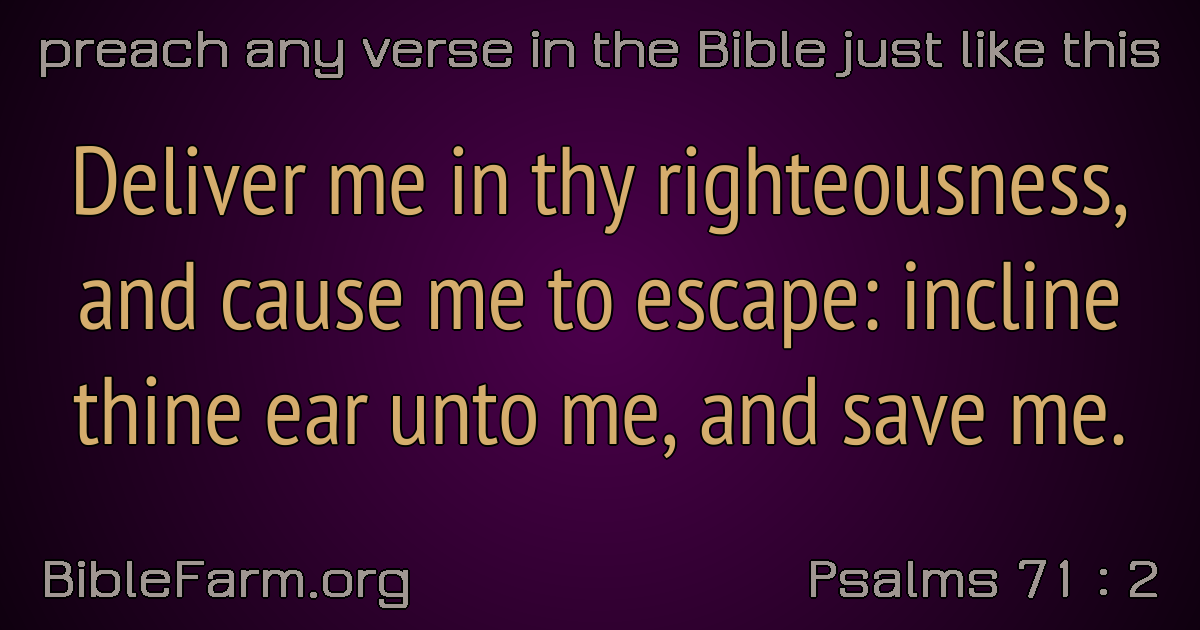 preach any verse in the Bible just like this
Deliver me in thy righteousness,
and cause me to escape: incline
thine ear unto me, and save me.
BibleFarm.org
Psalms 71 : 2